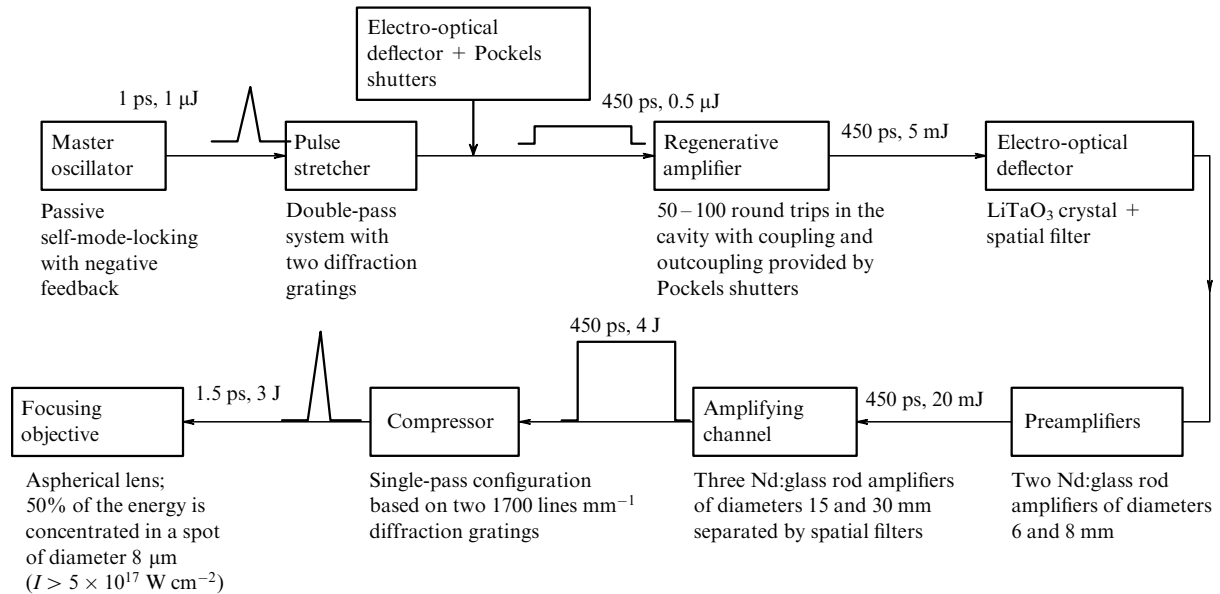 Electro-optical
deflector + Pockels
shutters
1 ps, 1 μJ
450 ps, 0.5 μJ
450 ps, 5 mJ
Master
oscillator
Pulse
stretcher
Regenerative
amplifier
Electro-optical
deflector
Passive
self-mode-locking
with negative
feedback
Double-pass
system with
two diffraction
gratings
50 – 100 round trips in the
cavity with coupling and
outcoupling provided by
Pockels shutters
LiTaO₃ crystal +
spatial filter
450 ps, 4 J
1.5 ps, 3 J
450 ps, 20 mJ
Focusing
objective
Compressor
Amplifying
channel
Preamplifiers
Aspherical lens;
50% of the energy is
concentrated in a spot
of diameter 8 μm
(I > 5 × 10¹⁷ W cm⁻²)
Single-pass configuration
based on two 1700 lines mm⁻¹
diffraction gratings
Three Nd:glass rod amplifiers
of diameters 15 and 30 mm
separated by spatial filters
Two Nd:glass rod
amplifiers of diameters
6 and 8 mm